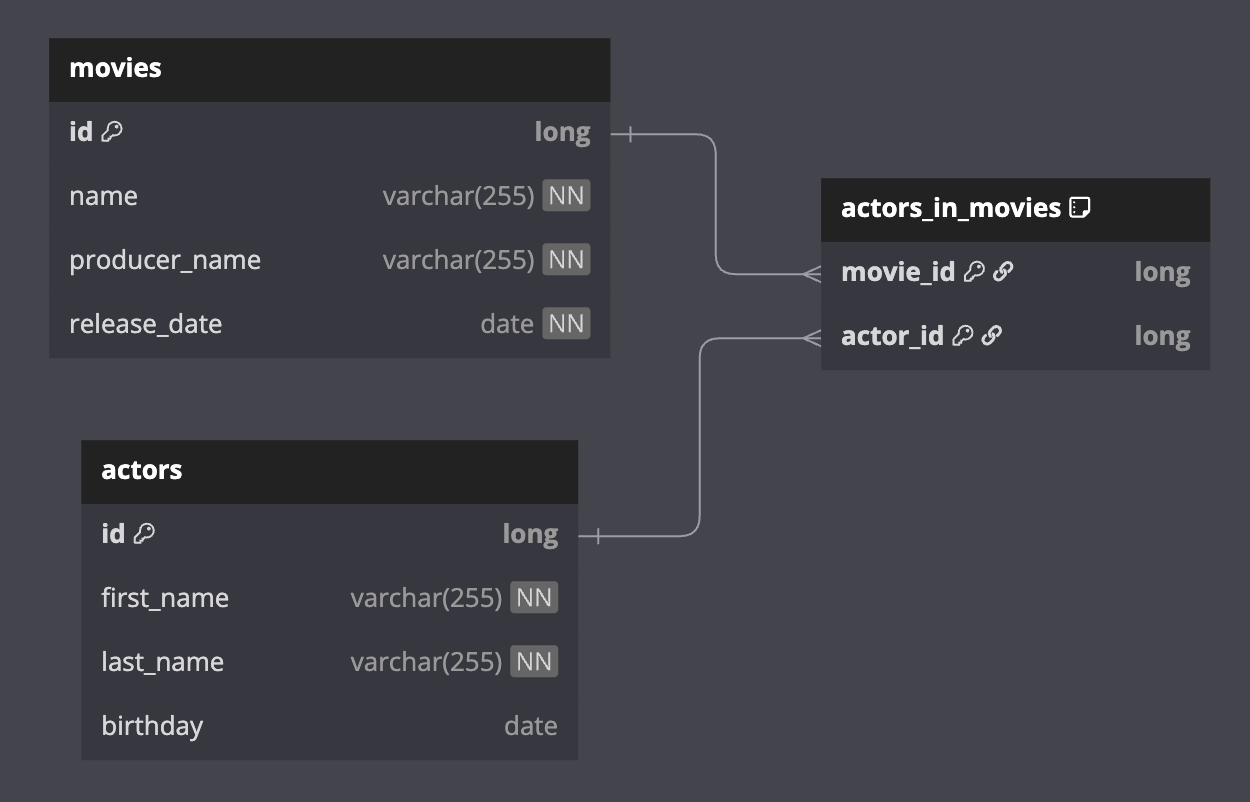 movies
id long
name varchar(255) NN
producer_name varchar(255) NN
release_date date NN
actors_in_movies
movie_id long
actor_id long
actors
id long
first_name varchar(255) NN
last_name varchar(255) NN
birthday date